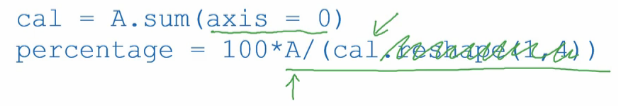 cal = A.sum(axis = 0)
percentage = 100*A/(cal.reshape(1,4))